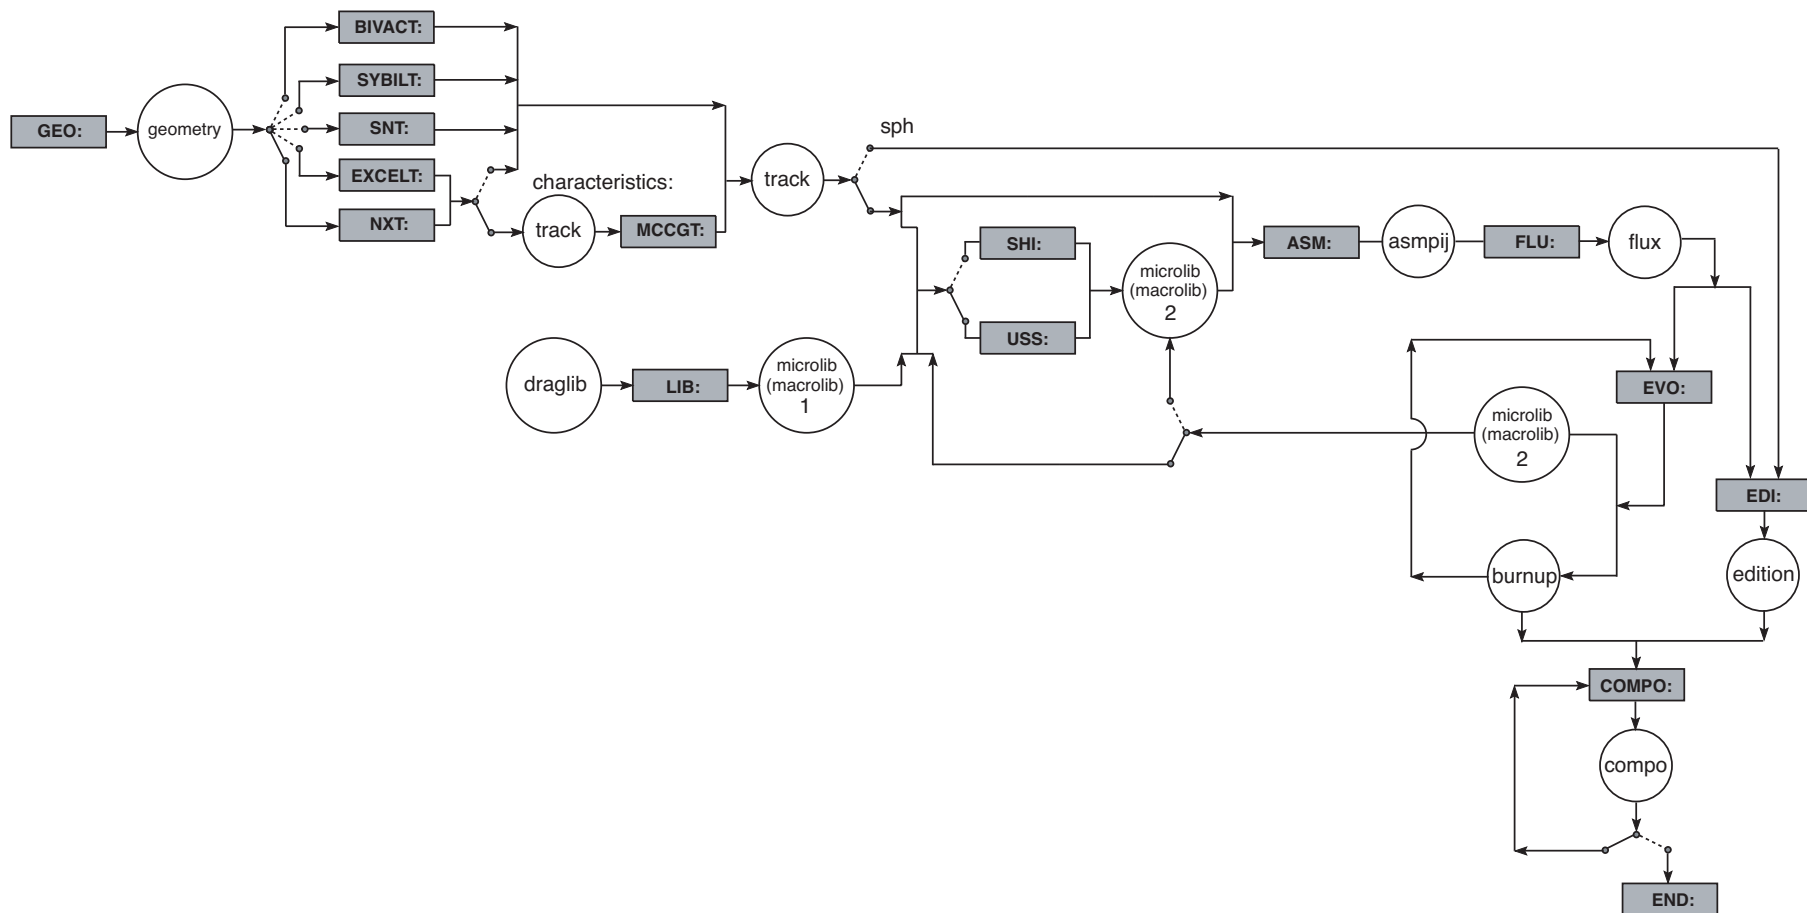 BIVACT:
SYBILT:
GEO:
geometry
SNT:
sph
EXCELT:
characteristics:
track
NXT:
track
MCCGT:
SHI:
ASM:
asmpij
FLU:
flux
microlib
(macrolib)
2
USS:
draglib
LIB:
microlib
(macrolib)
1
EVO:
microlib
(macrolib)
2
EDI:
burnup
edition
COMPO:
compo
END: